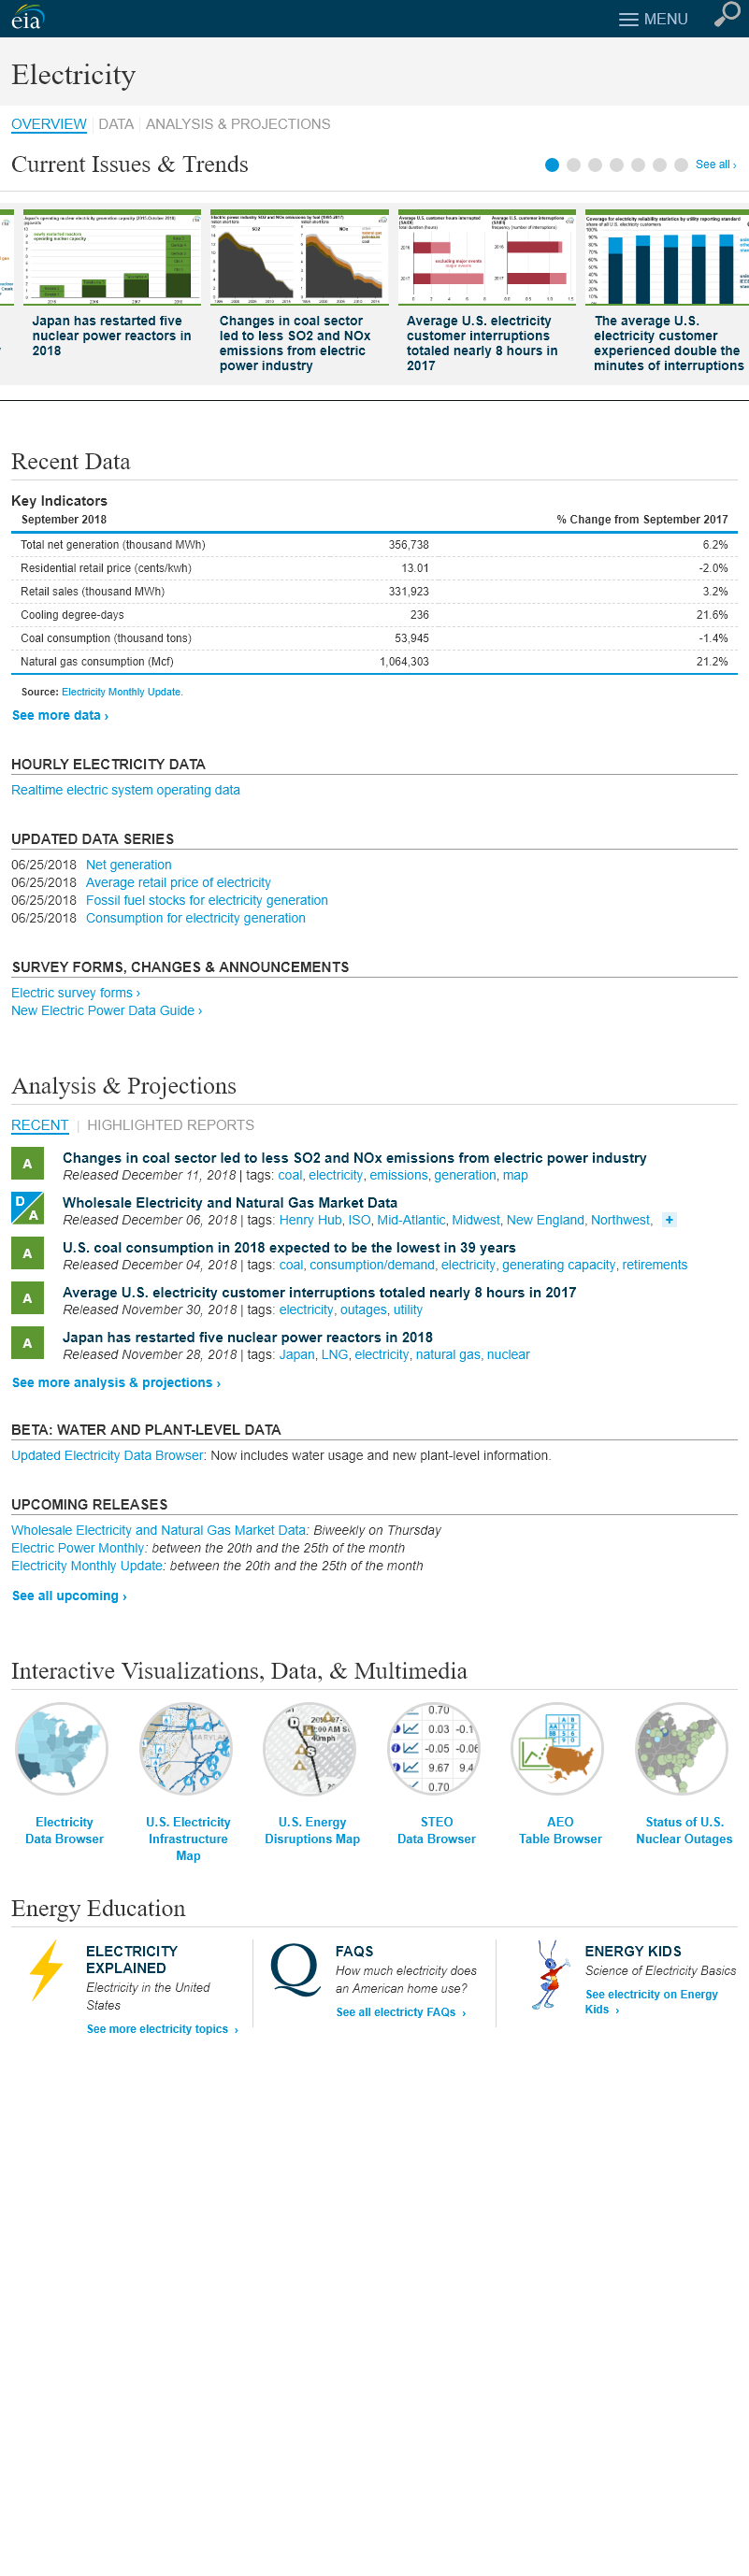 eia
MENU
Electricity
OVERVIEW | DATA | ANALYSIS & PROJECTIONS
Current Issues & Trends
See all ›
Japan has restarted five
nuclear power reactors in
2018
Changes in coal sector
led to less SO2 and NOx
emissions from electric
power industry
Average U.S. electricity
customer interruptions
totaled nearly 8 hours in
2017
The average U.S.
electricity customer
experienced double the
minutes of interruptions
Recent Data
Key Indicators
September 2018 % Change from September 2017
Total net generation (thousand MWh) 356,738 6.2%
Residential retail price (cents/kwh) 13.01 -2.0%
Retail sales (thousand MWh) 331,923 3.2%
Cooling degree-days 236 21.6%
Coal consumption (thousand tons) 53,945 -1.4%
Natural gas consumption (Mcf) 1,064,303 21.2%
Source: Electricity Monthly Update.
See more data ›
HOURLY ELECTRICITY DATA
Realtime electric system operating data
UPDATED DATA SERIES
06/25/2018 Net generation
06/25/2018 Average retail price of electricity
06/25/2018 Fossil fuel stocks for electricity generation
06/25/2018 Consumption for electricity generation
SURVEY FORMS, CHANGES & ANNOUNCEMENTS
Electric survey forms ›
New Electric Power Data Guide ›
Analysis & Projections
RECENT | HIGHLIGHTED REPORTS
A Changes in coal sector led to less SO2 and NOx emissions from electric power industry
Released December 11, 2018 | tags: coal, electricity, emissions, generation, map
D A Wholesale Electricity and Natural Gas Market Data
Released December 06, 2018 | tags: Henry Hub, ISO, Mid-Atlantic, Midwest, New England, Northwest, +
A U.S. coal consumption in 2018 expected to be the lowest in 39 years
Released December 04, 2018 | tags: coal, consumption/demand, electricity, generating capacity, retirements
A Average U.S. electricity customer interruptions totaled nearly 8 hours in 2017
Released November 30, 2018 | tags: electricity, outages, utility
A Japan has restarted five nuclear power reactors in 2018
Released November 28, 2018 | tags: Japan, LNG, electricity, natural gas, nuclear
See more analysis & projections ›
BETA: WATER AND PLANT-LEVEL DATA
Updated Electricity Data Browser: Now includes water usage and new plant-level information.
UPCOMING RELEASES
Wholesale Electricity and Natural Gas Market Data: Biweekly on Thursday
Electric Power Monthly: between the 20th and the 25th of the month
Electricity Monthly Update: between the 20th and the 25th of the month
See all upcoming ›
Interactive Visualizations, Data, & Multimedia
Electricity
Data Browser
U.S. Electricity
Infrastructure
Map
U.S. Energy
Disruptions Map
STEO
Data Browser
AEO
Table Browser
Status of U.S.
Nuclear Outages
Energy Education
ELECTRICITY
EXPLAINED
Electricity in the United
States
See more electricity topics ›
Q
FAQS
How much electricity does
an American home use?
See all electricty FAQs ›
ENERGY KIDS
Science of Electricity Basics
See electricity on Energy
Kids ›